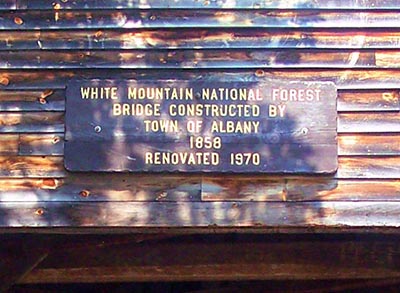 WHITE MOUNTAIN NATIONAL FOREST
BRIDGE CONSTRUCTED BY
TOWN OF ALBANY
1858
RENOVATED 1970